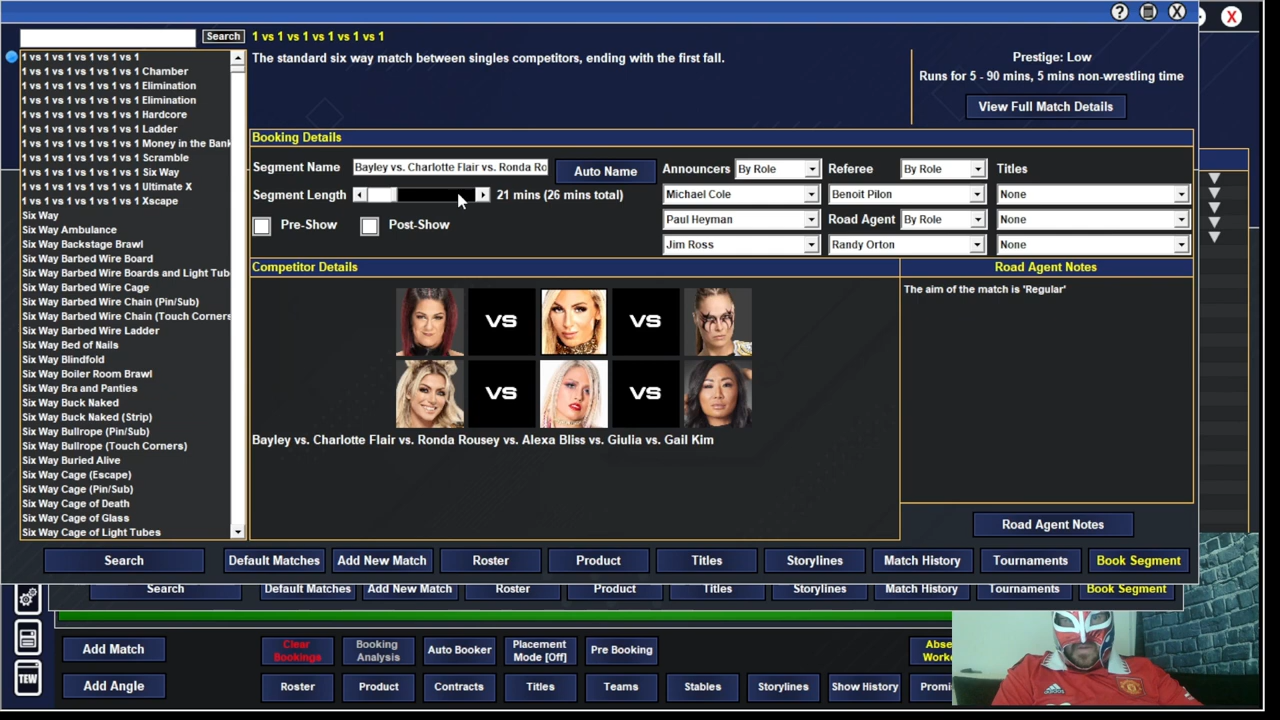 ? X X
Search
1 vs 1 vs 1 vs 1 vs 1 vs 1
1 vs 1 vs 1 vs 1 vs 1 vs 1
1 vs 1 vs 1 vs 1 vs 1 vs 1 Chamber
1 vs 1 vs 1 vs 1 vs 1 vs 1 Elimination
1 vs 1 vs 1 vs 1 vs 1 vs 1 Elimination
1 vs 1 vs 1 vs 1 vs 1 vs 1 Hardcore
1 vs 1 vs 1 vs 1 vs 1 vs 1 Ladder
1 vs 1 vs 1 vs 1 vs 1 vs 1 Money in the Bank
1 vs 1 vs 1 vs 1 vs 1 vs 1 Scramble
1 vs 1 vs 1 vs 1 vs 1 vs 1 Six Way
1 vs 1 vs 1 vs 1 vs 1 vs 1 Ultimate X
1 vs 1 vs 1 vs 1 vs 1 vs 1 Xscape
Six Way
Six Way Ambulance
Six Way Backstage Brawl
Six Way Barbed Wire Board
Six Way Barbed Wire Boards and Light Tub
Six Way Barbed Wire Cage
Six Way Barbed Wire Chain (Pin/Sub)
Six Way Barbed Wire Chain (Touch Corners
Six Way Barbed Wire Ladder
Six Way Bed of Nails
Six Way Blindfold
Six Way Boiler Room Brawl
Six Way Bra and Panties
Six Way Buck Naked
Six Way Buck Naked (Strip)
Six Way Bullrope (Pin/Sub)
Six Way Bullrope (Touch Corners)
Six Way Buried Alive
Six Way Cage (Escape)
Six Way Cage (Pin/Sub)
Six Way Cage of Death
Six Way Cage of Glass
Six Way Cage of Light Tubes
The standard six way match between singles competitors, ending with the first fall.
Prestige: Low
Runs for 5 - 90 mins, 5 mins non-wrestling time
View Full Match Details
Booking Details
Segment Name Bayley vs. Charlotte Flair vs. Ronda Ro Auto Name
Segment Length 21 mins (26 mins total)
Pre-Show Post-Show
Announcers By Role
Michael Cole
Paul Heyman
Jim Ross
Referee By Role
Benoit Pilon
Road Agent By Role
Randy Orton
Titles
None
None
None
Competitor Details
VS VS
VS VS
Bayley vs. Charlotte Flair vs. Ronda Rousey vs. Alexa Bliss vs. Giulia vs. Gail Kim
Road Agent Notes
The aim of the match is 'Regular'
Road Agent Notes
Search Default Matches Add New Match Roster Product Titles Storylines Match History Tournaments Book Segment
Search Default Matches Add New Match Roster Product Titles Storylines Match History Tournaments Book Segment
TEW
Add Match Clear Bookings Booking Analysis Auto Booker Placement Mode [Off] Pre Booking Abse Work
Add Angle Roster Product Contracts Titles Teams Stables Storylines Show History Promi